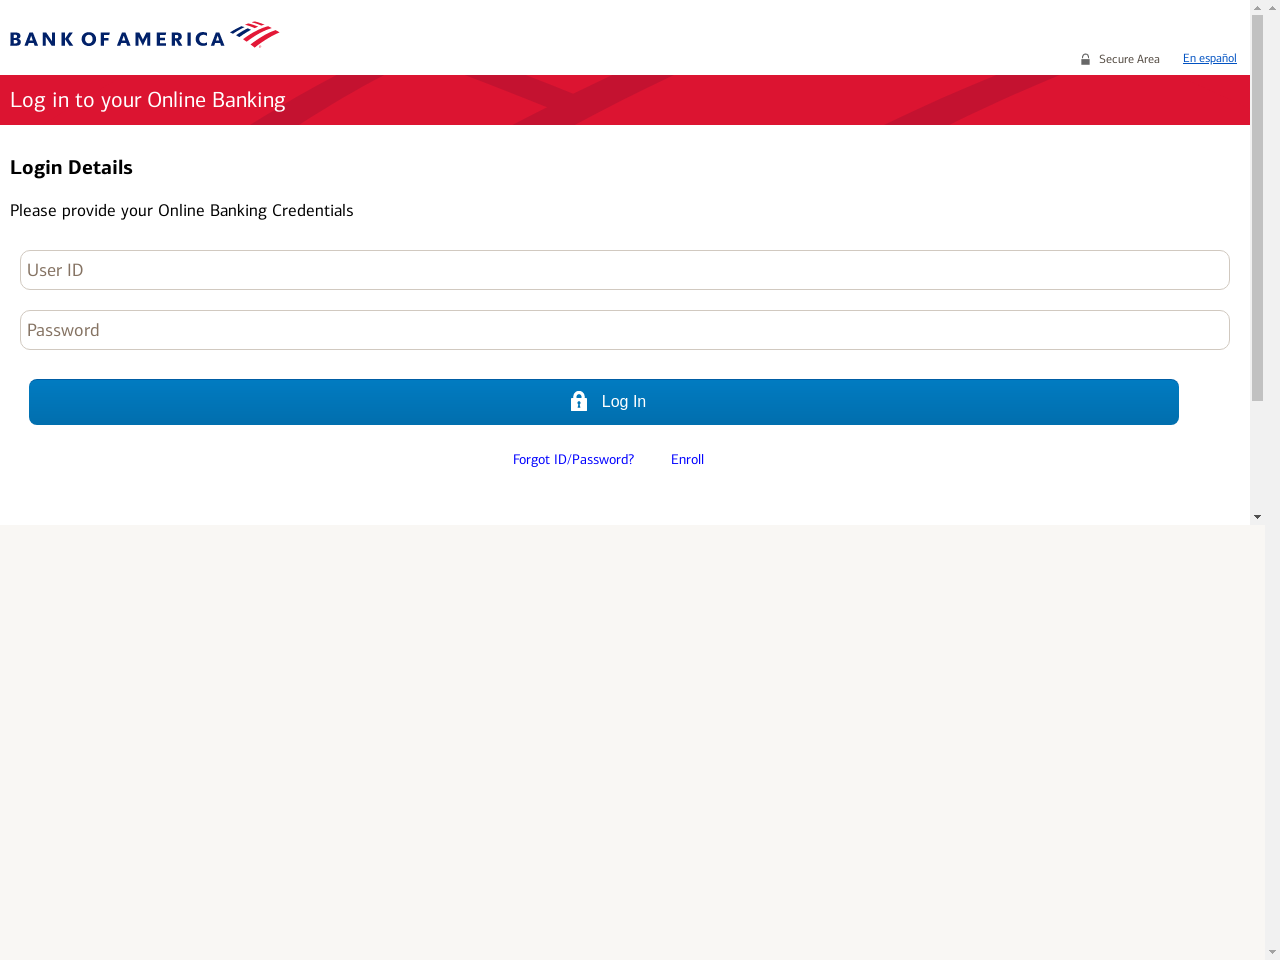 BANK OF AMERICA
Secure Area
En español
Log in to your Online Banking
Login Details
Please provide your Online Banking Credentials
User ID
Password
Log In
Forgot ID/Password?
Enroll